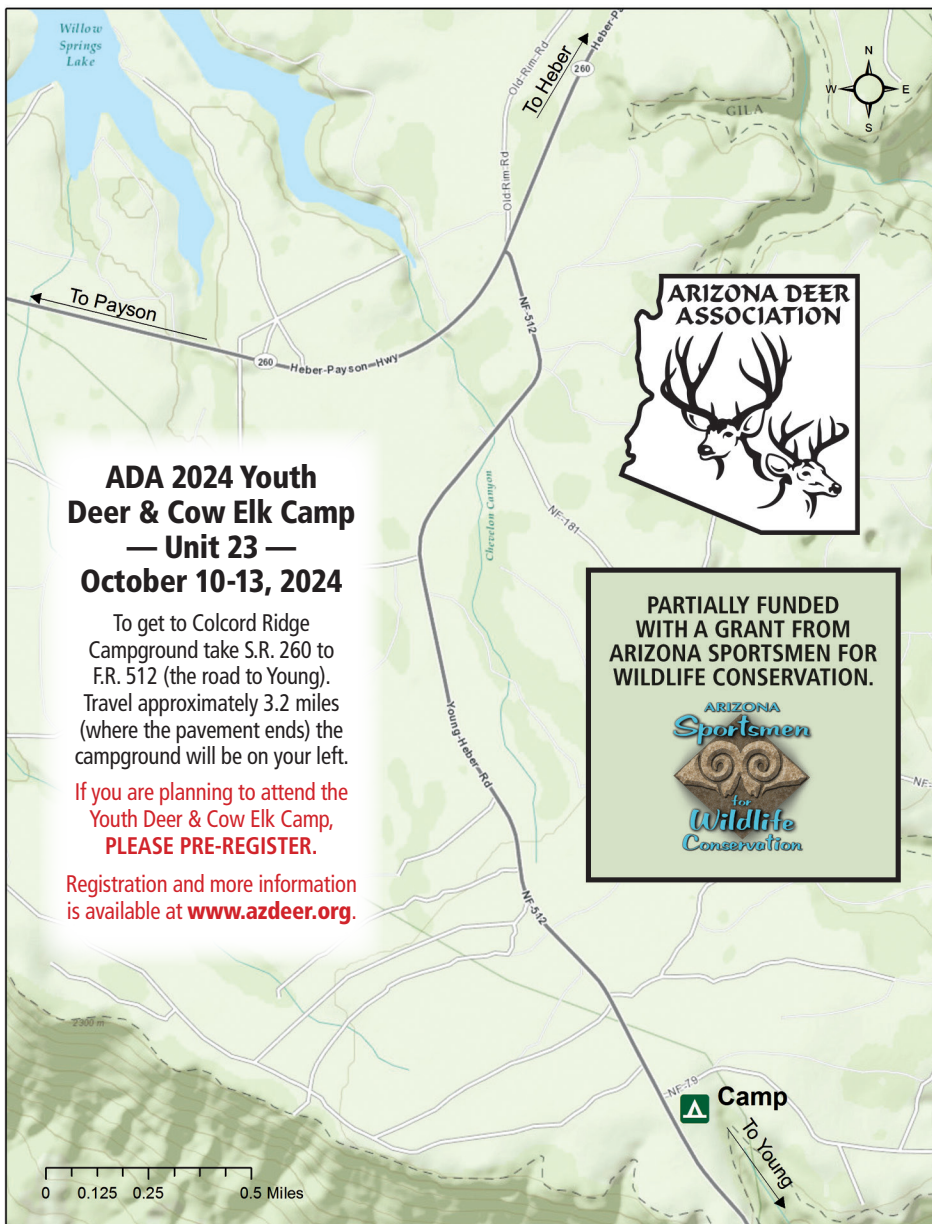 Willow
Springs
Lake
Old-Rim-Rd
To Heber
260
N
W
E
S
GILA
Old-Rim-Rd
To Payson
260
Heber-Payson-Hwy
NF-512
ARIZONA DEER
ASSOCIATION
ADA 2024 Youth
Deer & Cow Elk Camp
— Unit 23 —
October 10-13, 2024
To get to Colcord Ridge
Campground take S.R. 260 to
F.R. 512 (the road to Young).
Travel approximately 3.2 miles
(where the pavement ends) the
campground will be on your left.
If you are planning to attend the
Youth Deer & Cow Elk Camp,
PLEASE PRE-REGISTER.
Registration and more information
is available at www.azdeer.org.
Chevelon Canyon
NF-181
PARTIALLY FUNDED
WITH A GRANT FROM
ARIZONA SPORTSMEN FOR
WILDLIFE CONSERVATION.
ARIZONA
Sportsmen
for
Wildlife
Conservation
Young-Heber-Rd
NF-512
2300 m
NF-79
Camp
To Young
0 0.125 0.25 0.5 Miles